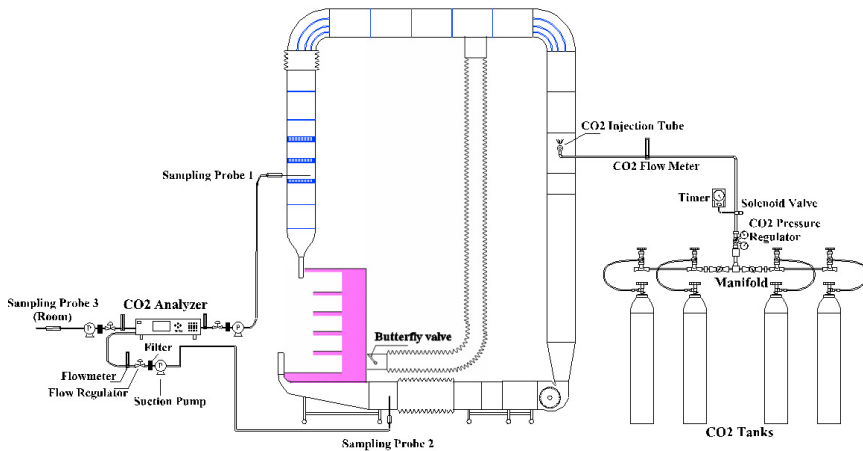 CO2 Injection Tube
CO2 Flow Meter
Sampling Probe 1
Timer
Solenoid Valve
CO2 Pressure
Regulator
Manifold
Sampling Probe 3
(Room)
CO2 Analyzer
P
P
Butterfly valve
Filter
P
Flowmeter
Flow Regulator
Suction Pump
Sampling Probe 2
CO2 Tanks